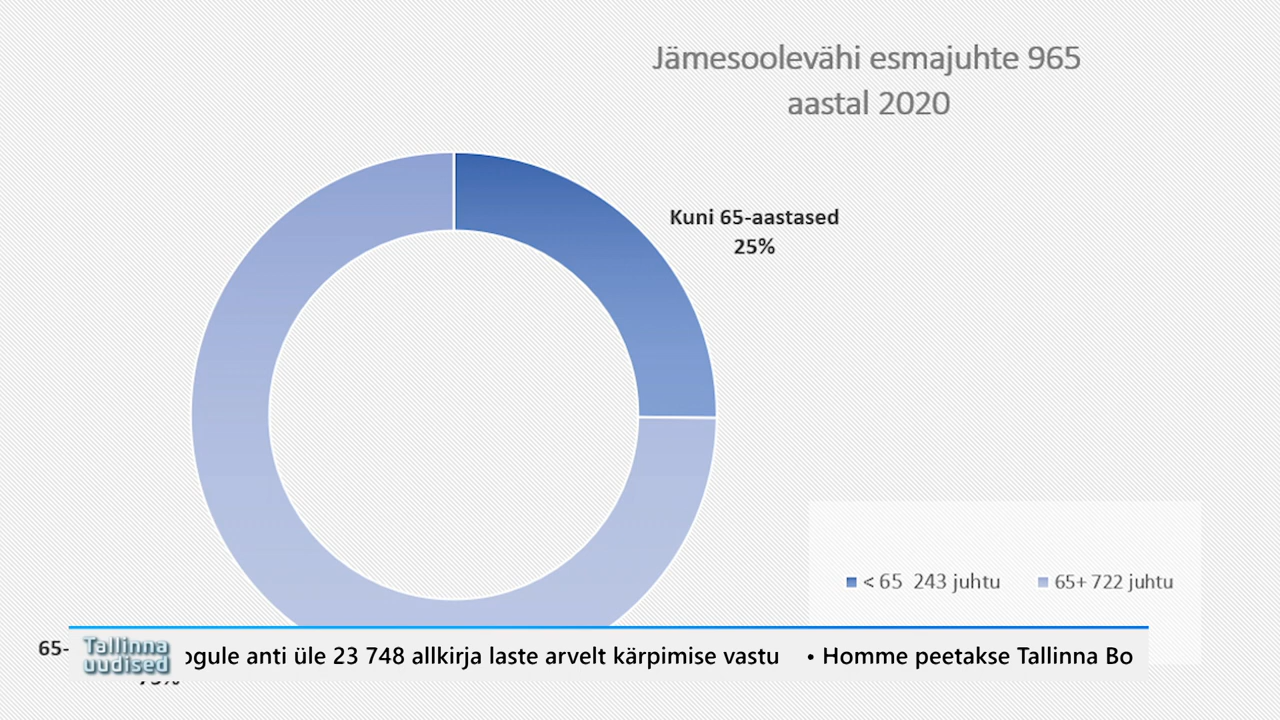 Jämesoolevähi esmajuhte 965
aastal 2020
Kuni 65-aastased
25%
< 65 243 juhtu
65+ 722 juhtu
65-
75%
Tallinna
uudised
ogule anti üle 23 748 allkirja laste arvelt kärpimise vastu • Homme peetakse Tallinna Bo